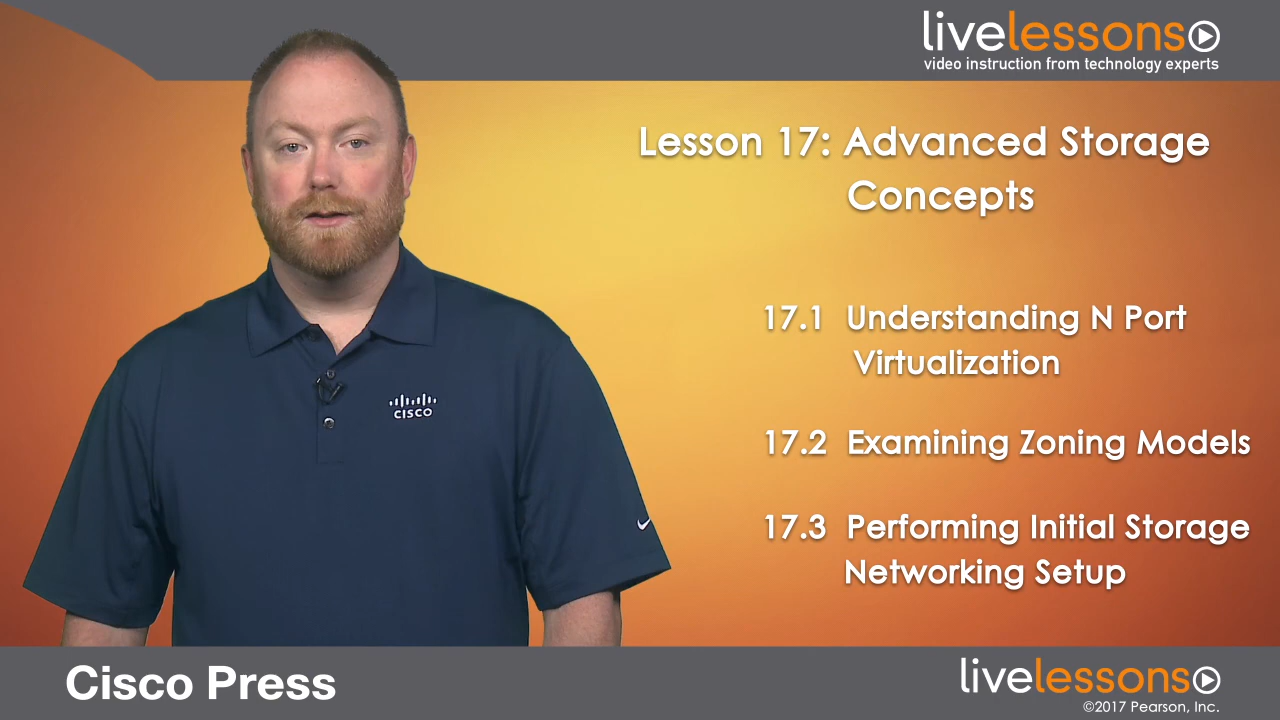 livelessons
video instruction from technology experts
Lesson 17: Advanced Storage
Concepts
17.1 Understanding N Port
Virtualization
17.2 Examining Zoning Models
17.3 Performing Initial Storage
Networking Setup
CISCO
Cisco Press
livelessons
©2017 Pearson, Inc.